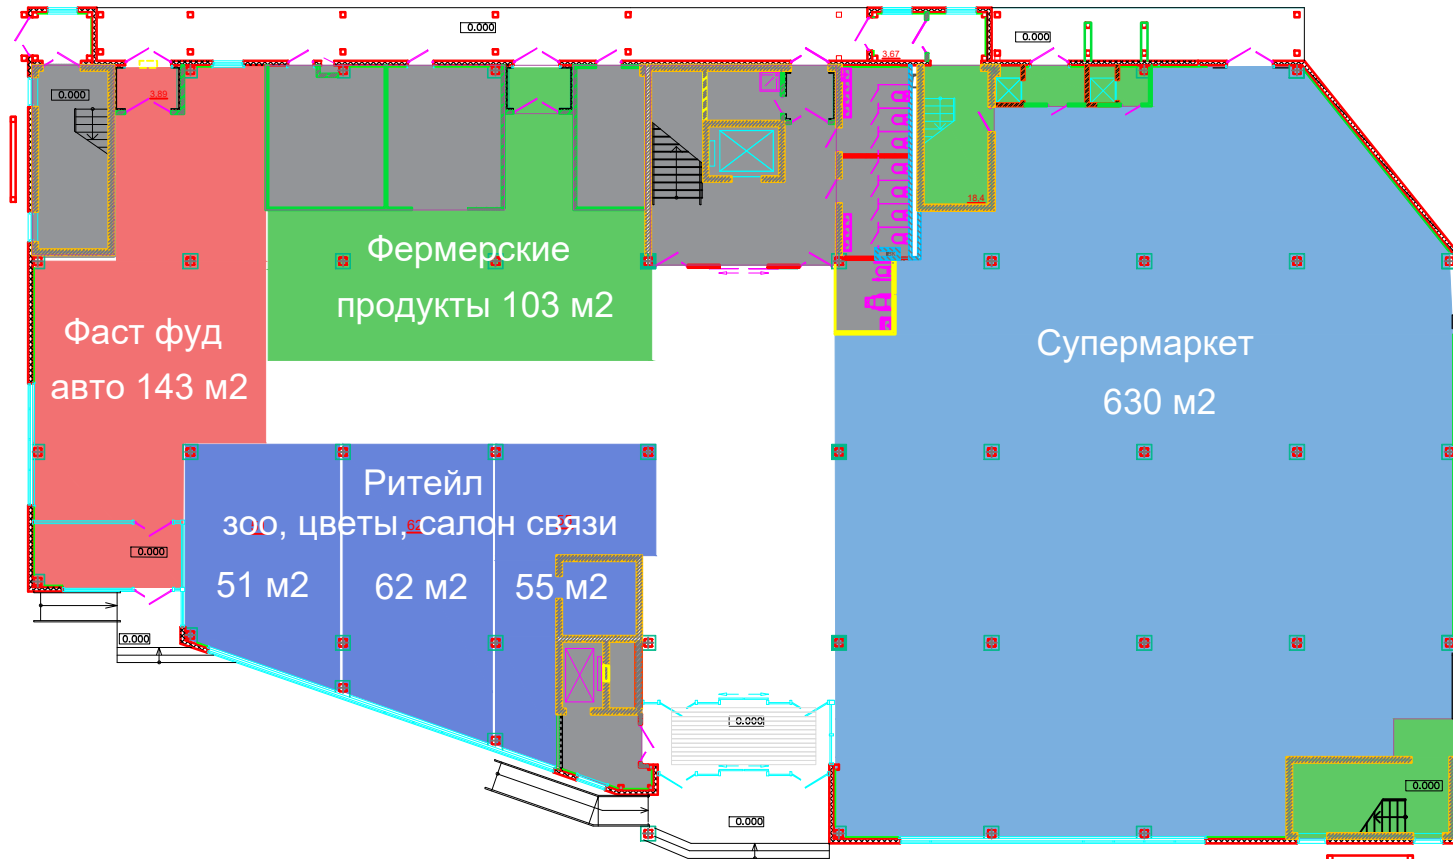 0.000
0.000
3.67
0.000
3.89
18.4
Фермерские
продукты 103 м2
Фаст фуд
авто 143 м2
Супермаркет
630 м2
Ритейл
зоо, цветы, салон связи
51 м2
62 м2
55 м2
0.000
0.000
0.000
0.000
0.000